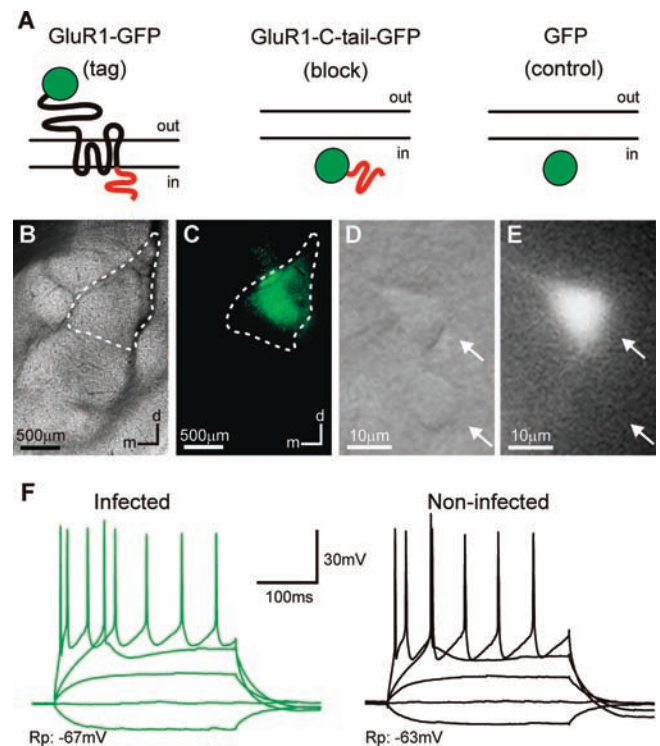 A
GluR1-GFP
(tag)
GluR1-C-tail-GFP
(block)
GFP
(control)
out
in
out
in
out
in
B
500μm
d
m
C
500μm
d
m
D
10μm
E
10μm
F
Infected
Non-infected
30mV
100ms
Rp: -67mV
Rp: -63mV